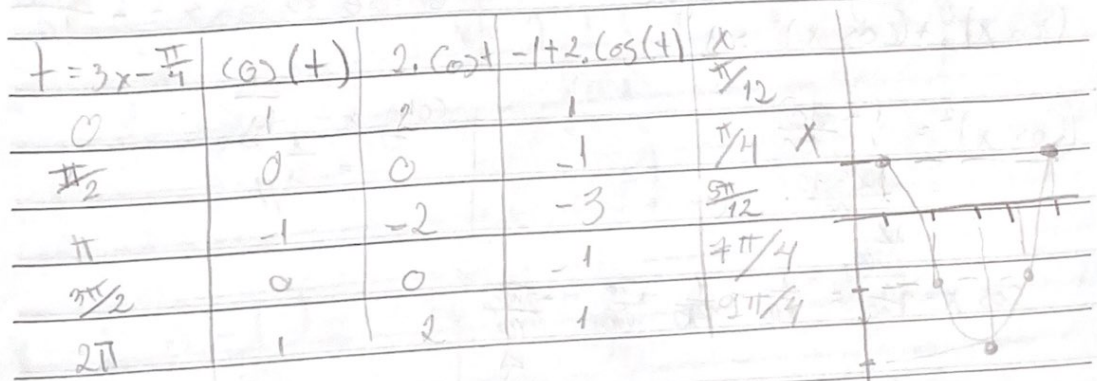 t = 3x - π/4 cos(t) 2.cost -1+2.cos(t) x
0 1 2 1 π/12
π/2 0 0 -1 π/4 X
π -1 -2 -3 5π/12
3π/2 0 0 -1 7π/4
2π 1 2 1 9π/4